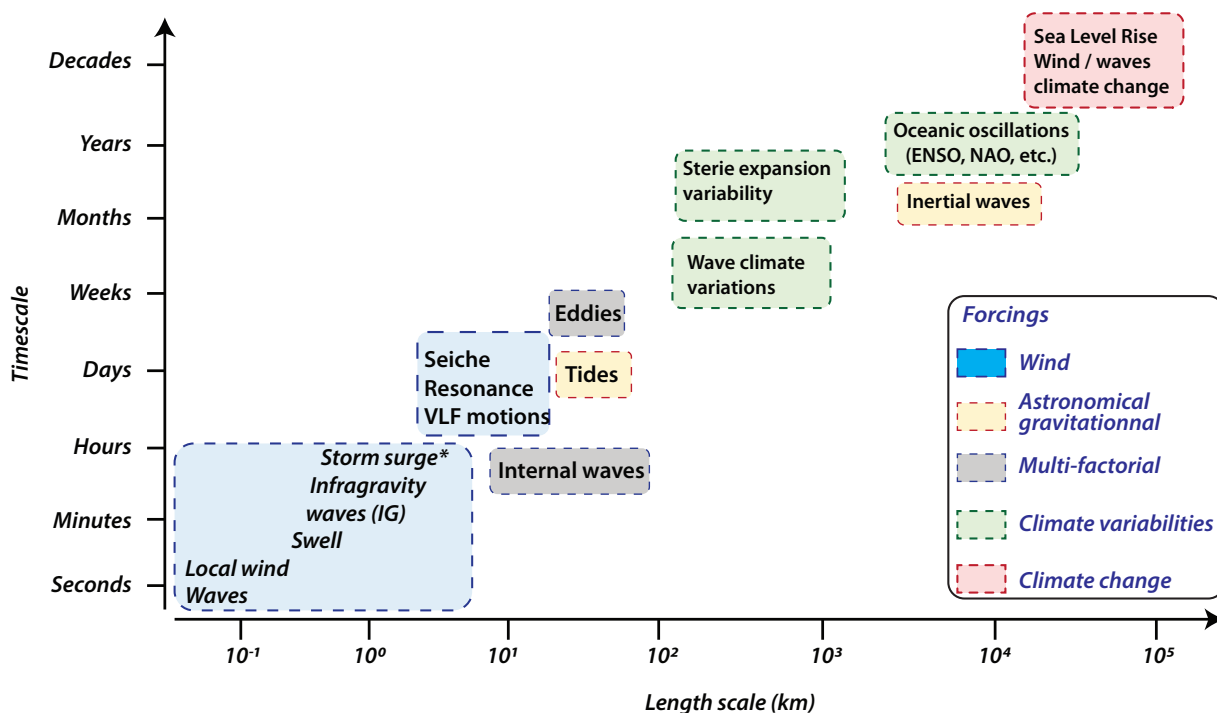 Decades
Years
Months
Weeks
Days
Hours
Minutes
Seconds
Timescale
Sea Level Rise
Wind / waves
climate change
Oceanic oscillations
(ENSO, NAO, etc.)
Sterie expansion
variability
Inertial waves
Wave climate
variations
Eddies
Seiche
Resonance
VLF motions
Tides
Storm surge*
Infragravity
waves (IG)
Swell
Local wind
Waves
Internal waves
Forcings
Wind
Astronomical
gravitationnal
Multi-factorial
Climate variabilities
Climate change
10⁻¹
10⁰
10¹
10²
10³
10⁴
10⁵
Length scale (km)